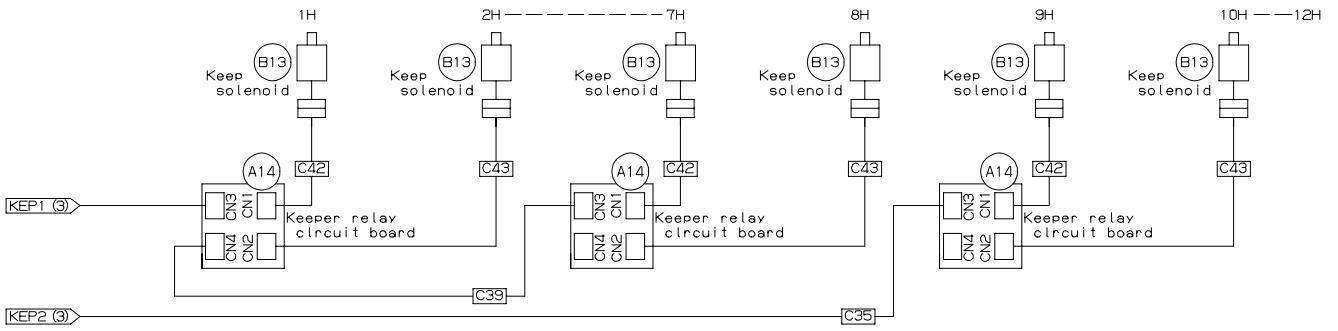 1H 2H 7H 8H 9H 10H 12H
B13 B13 B13 B13 B13 B13
Keep solenoid
Keep solenoid
Keep solenoid
Keep solenoid
Keep solenoid
Keep solenoid
C42 C43 C42 C43 C42 C43
A14 A14 A14
KEP1 (3)
CN3 CN1
CN4 CN2
Keeper relay
cIrcuit board
CN3 CN1
CN4 CN2
Keeper relay
cIrcuit board
CN3 CN1
CN4 CN2
Keeper relay
cIrcuit board
C39
KEP2 (3)
C35